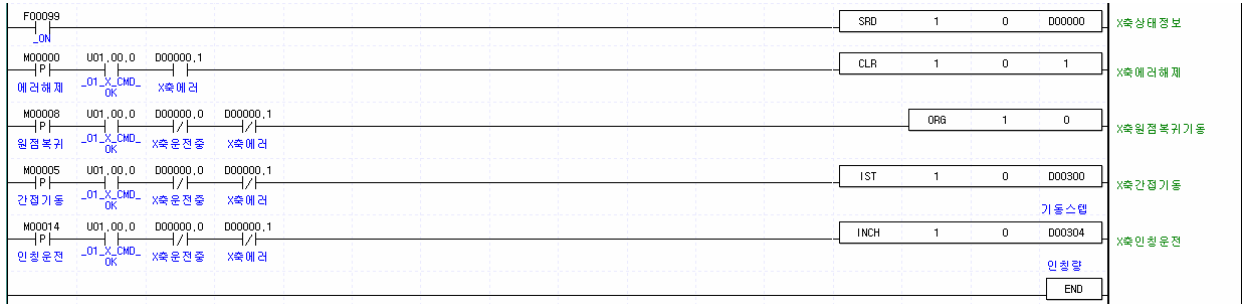 F00099
SRD 1 0 D00000 X축상태정보
_ON
M00000 U01.00.0 D00000.1
P
CLR 1 0 1 X축에러해제
에러해제 _01_X_CMD_OK X축에러
M00008 U01.00.0 D00000.0 D00000.1
P
ORG 1 0 X축원점복귀기동
원점복귀 _01_X_CMD_OK X축운전중 X축에러
M00005 U01.00.0 D00000.0 D00000.1
P
IST 1 0 D00300 X축간접기동
간접기동 _01_X_CMD_OK X축운전중 X축에러
기동스텝
M00014 U01.00.0 D00000.0 D00000.1
P
INCH 1 0 D00304 X축인칭운전
인칭운전 _01_X_CMD_OK X축운전중 X축에러
인칭량
END